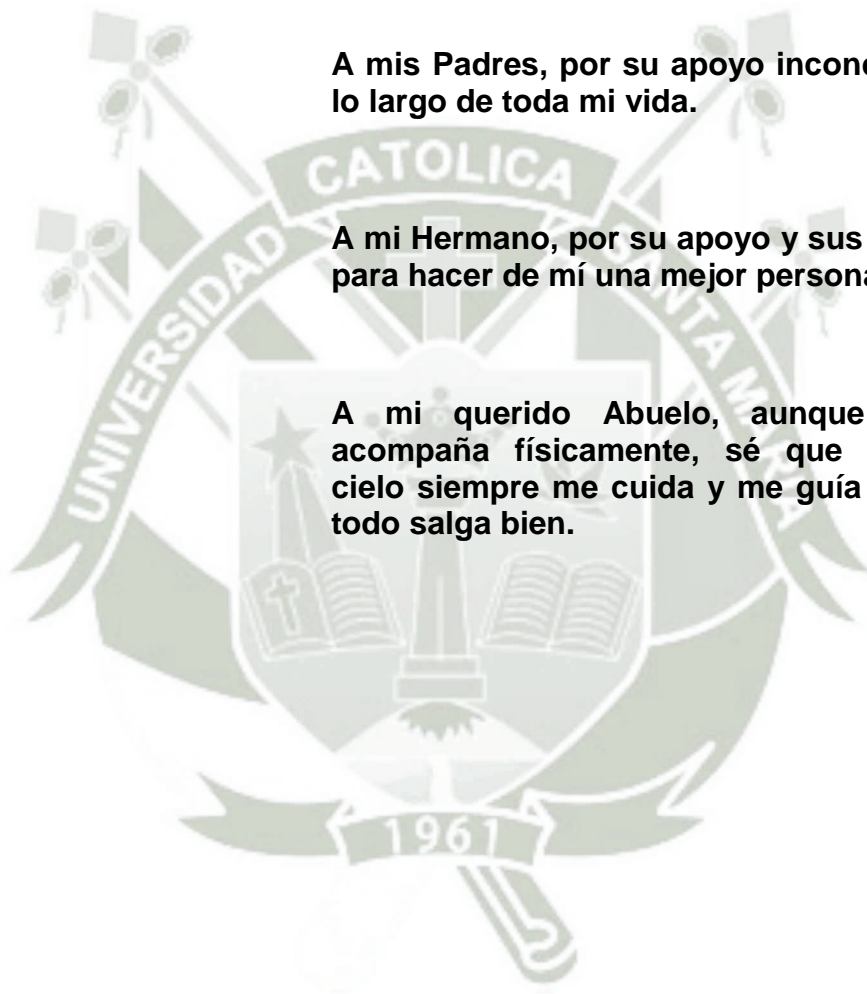 A mis Padres, por su apoyo
lo largo de toda mi vida.
A mi Hermano, por su apoyo y sus
para hacer de mí una mejor
A mi querido Abuelo, aunque
acompaña físicamente, sé que
cielo siempre me cuida y me guía
todo salga bien.
UNIVERSIDAD
CATOLICA
SANTA
1961